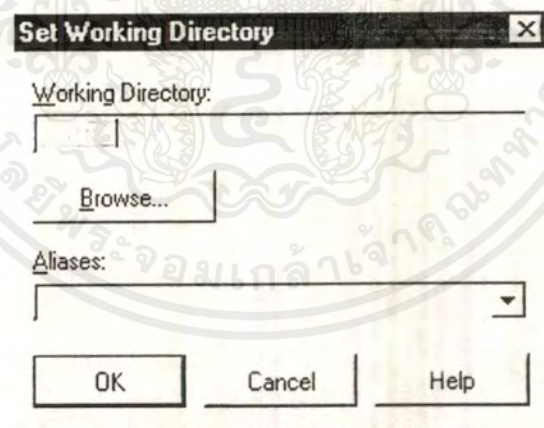 Set Working Directory
Working Directory:
Browse...
Aliases:
OK Cancel Help